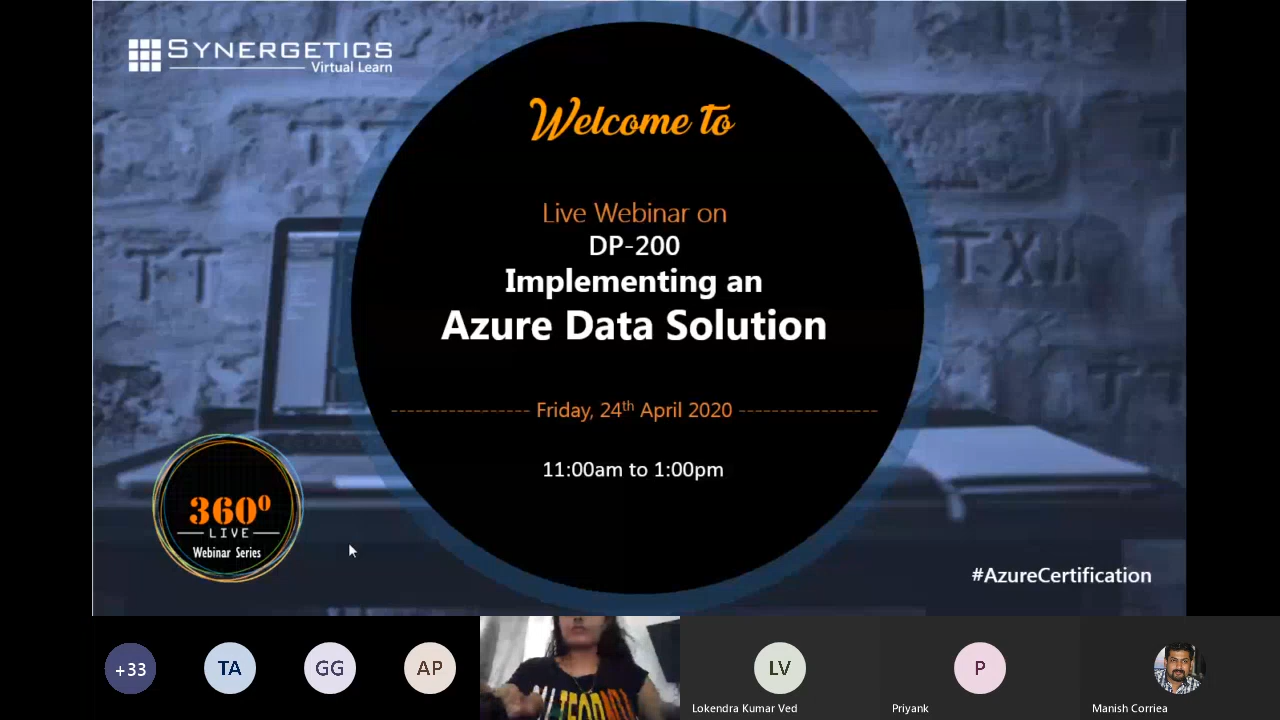 SYNERGETICS
Virtual Learn
Welcome to
Live Webinar on
DP-200
Implementing an
Azure Data Solution
---------------- Friday, 24th April 2020 ----------------
11:00am to 1:00pm
360⁰
LIVE
Webinar Series
#AzureCertification
+33
TA
GG
AP
LV
Lokendra Kumar Ved
P
Priyank
Manish Corriea